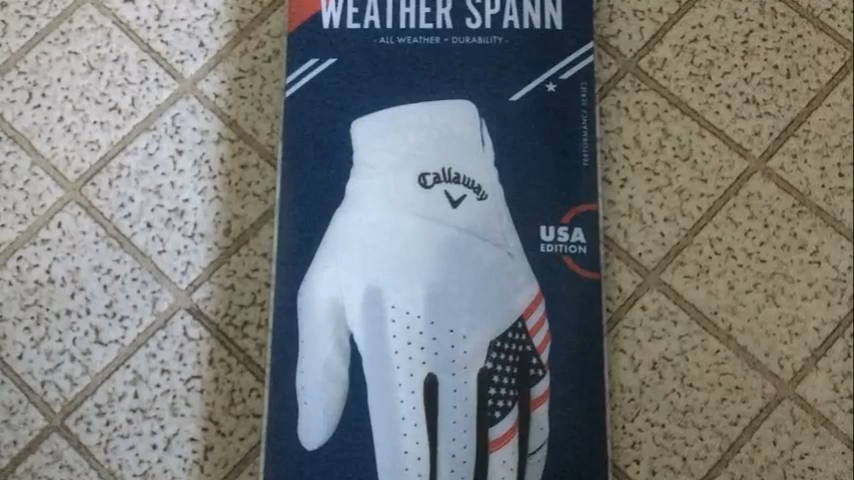 WEATHER SPANN
- ALL WEATHER - DURABILITY -
PERFORMANCE SERIES
Callaway
USA
EDITION